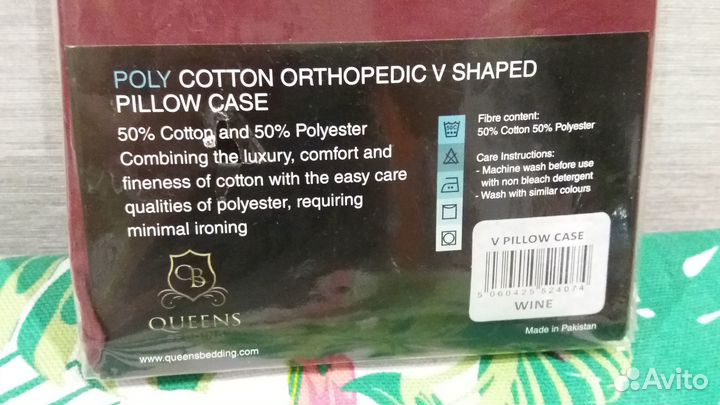 POLY COTTON ORTHOPEDIC V SHAPED
PILLOW CASE
50% Cotton and 50% Polyester
Combining the luxury, comfort and
fineness of cotton with the easy care
qualities of polyester, requiring
minimal ironing
QB
QUEENS
www.queensbedding.com
50C
Fibre content:
50% Cotton 50% Polyester
Care Instructions:
- Machine wash before use
with non bleach detergent
- Wash with similar colours
V PILLOW CASE
5 060425 524074
WINE
Made in Pakistan
Avito